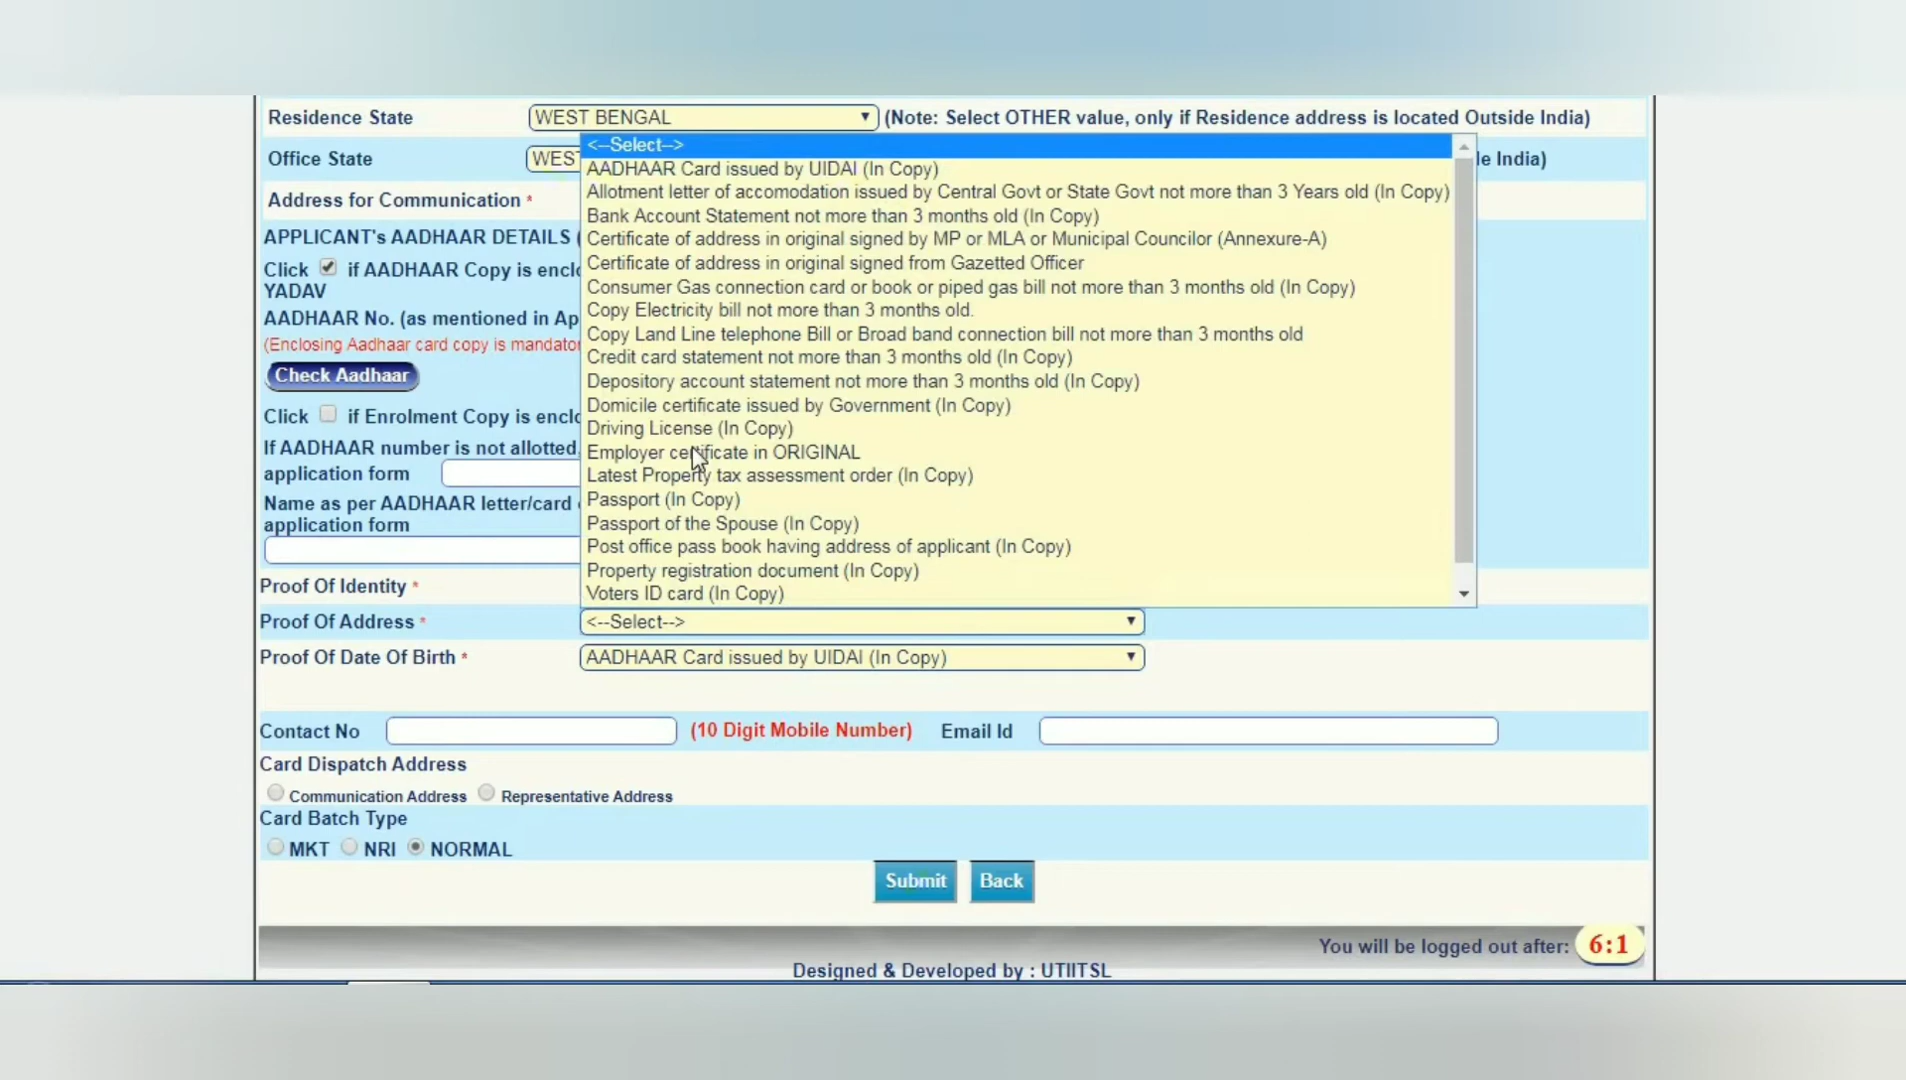 Residence State WEST BENGAL (Note: Select OTHER value, only if Residence address is located Outside India)
<--Select-->
Office State WEST le India)
AADHAAR Card issued by UIDAI (In Copy)
Allotment letter of accomodation issued by Central Govt or State Govt not more than 3 Years old (In Copy)
Address for Communication *
Bank Account Statement not more than 3 months old (In Copy)
APPLICANT's AADHAAR DETAILS (
Certificate of address in original signed by MP or MLA or Municipal Councilor (Annexure-A)
Click if AADHAAR Copy is encl
Certificate of address in original signed from Gazetted Officer
YADAV
Consumer Gas connection card or book or piped gas bill not more than 3 months old (In Copy)
AADHAAR No. (as mentioned in Ap
Copy Electricity bill not more than 3 months old.
(Enclosing Aadhaar card copy is mandator
Copy Land Line telephone Bill or Broad band connection bill not more than 3 months old
Credit card statement not more than 3 months old (In Copy)
Check Aadhaar
Depository account statement not more than 3 months old (In Copy)
Click if Enrolment Copy is encl
Domicile certificate issued by Government (In Copy)
Driving License (In Copy)
If AADHAAR number is not allotted,
Employer certificate in ORIGINAL
application form
Latest Property tax assessment order (In Copy)
Passport (In Copy)
Name as per AADHAAR letter/card
Passport of the Spouse (In Copy)
application form
Post office pass book having address of applicant (In Copy)
Property registration document (In Copy)
Proof Of Identity *
Voters ID card (In Copy)
Proof Of Address * <--Select-->
Proof Of Date Of Birth * AADHAAR Card issued by UIDAI (In Copy)
Contact No (10 Digit Mobile Number) Email Id
Card Dispatch Address
Communication Address Representative Address
Card Batch Type
MKT NRI NORMAL
Submit Back
You will be logged out after: 6:1
Designed & Developed by : UTIITSL